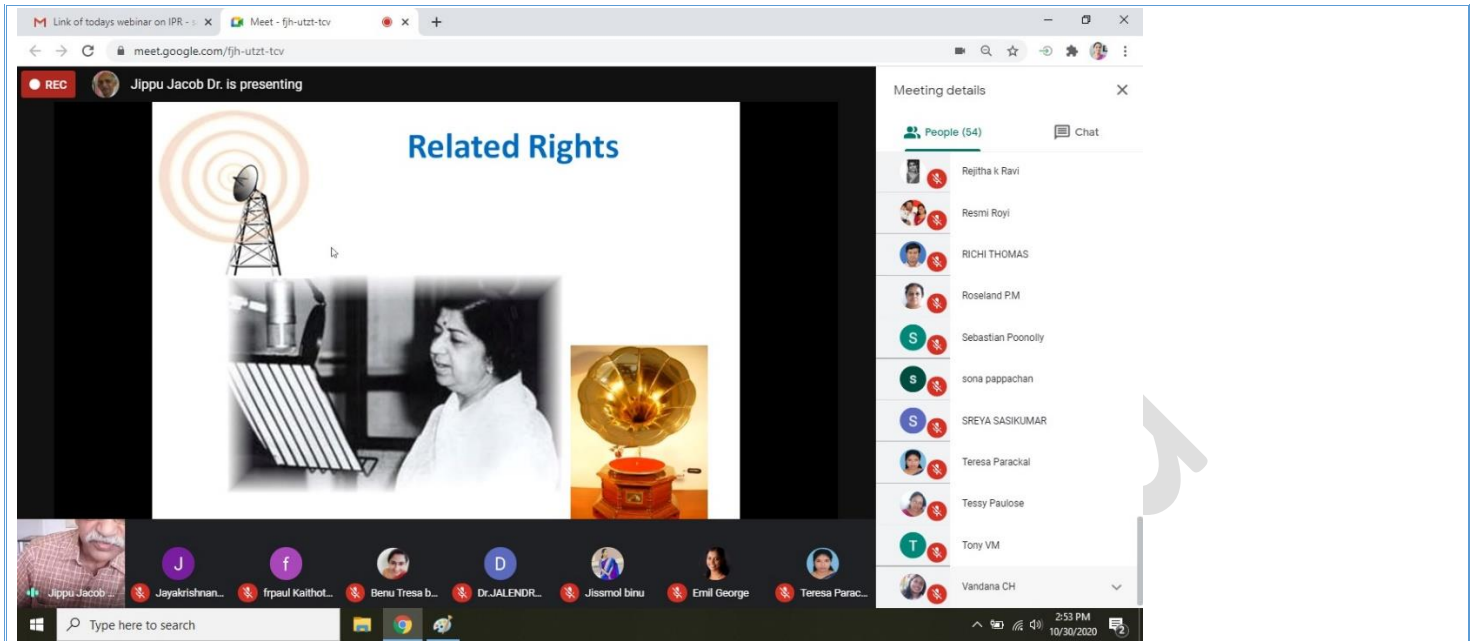 Link of todays webinar on IPR - s
Meet - fjh-utzt-tcv
meet.google.com/fjh-utzt-tcv
REC
Jippu Jacob Dr. is presenting
Related Rights
Meeting details
People (54)
Chat
Rejitha k Ravi
Resmi Royi
RICHI THOMAS
Roseland P.M
S
Sebastian Poonolly
s
sona pappachan
S
SREYA SASIKUMAR
Teresa Parackal
Tessy Paulose
T
Tony VM
Vandana CH
J
f
D
Jippu Jacob ...
Jayakrishnan...
frpaul Kaithot...
Benu Tresa b...
Dr.JALENDR...
Jissmol binu
Emil George
Teresa Parac...
Type here to search
2:53 PM
10/30/2020
2